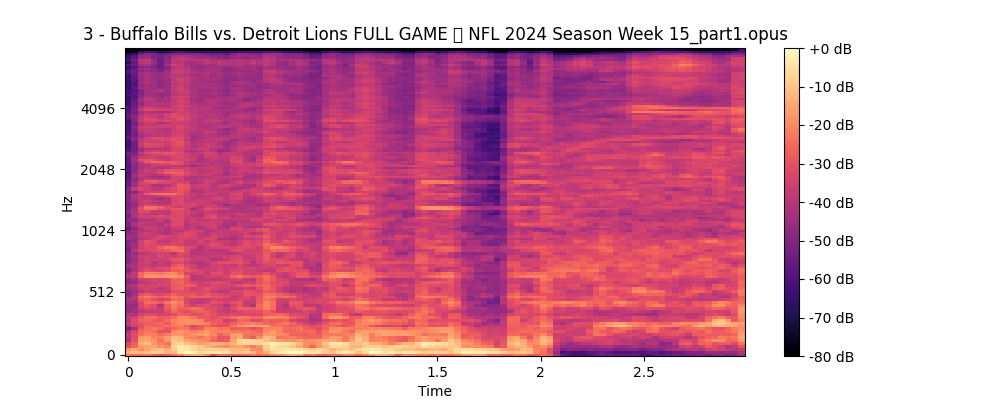 3 - Buffalo Bills vs. Detroit Lions FULL GAME ▯ NFL 2024 Season Week 15_part1.opus
+0 dB
-10 dB
-20 dB
-30 dB
-40 dB
-50 dB
-60 dB
-70 dB
-80 dB
4096
2048
1024
512
0
Hz
0 0.5 1 1.5 2 2.5
Time